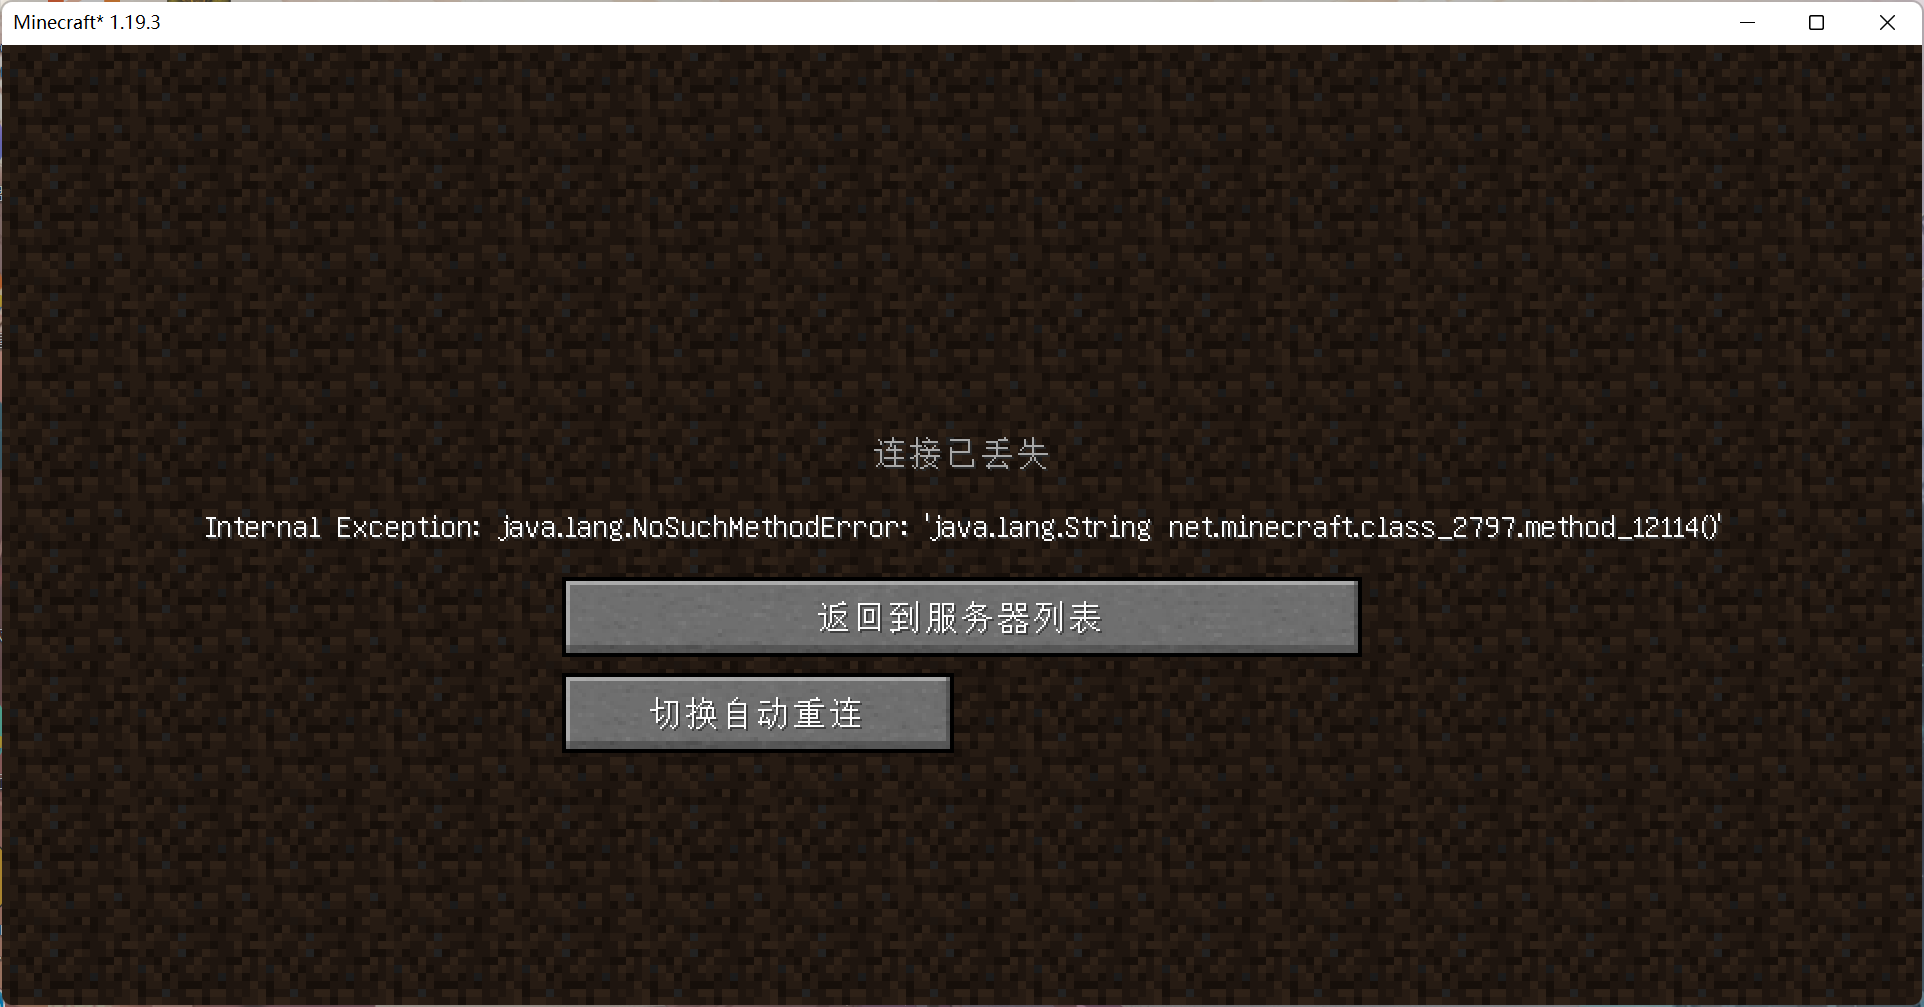 Minecraft* 1.19.3
连接已丢失
Internal Exception: java.lang.NoSuchMethodError: 'java.lang.String net.minecraft.class_2797.method_12114()'
返回到服务器列表
切换自动重连